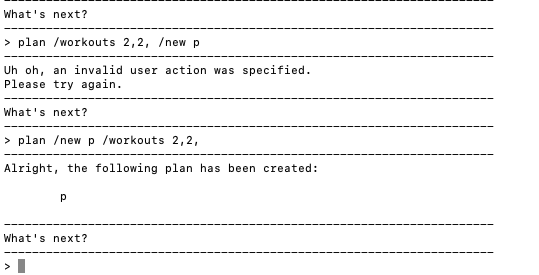 What's next?
> plan /workouts 2,2, /new p
Uh oh, an invalid user action was specified.
Please try again.
What's next?
> plan /new p /workouts 2,2,
Alright, the following plan has been created:
p
What's next?
>